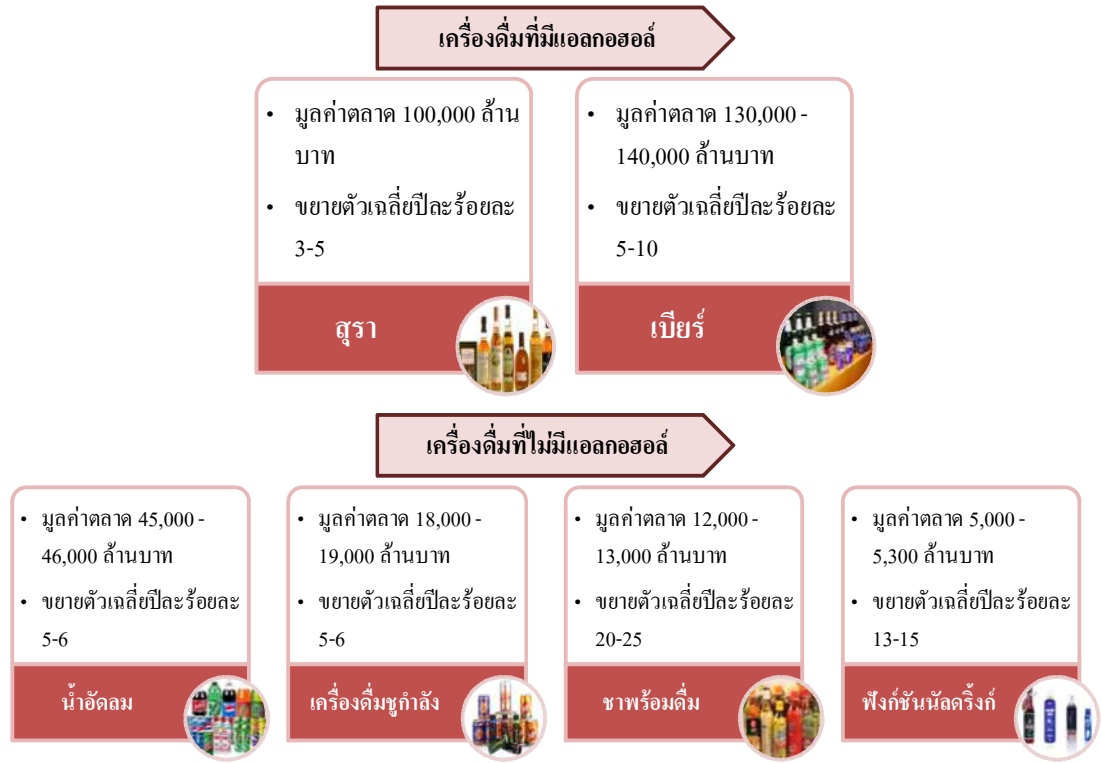 เครื่องดื่มที่มีแอลกอฮอล์
• มูลค่าตลาด 100,000 ล้าน
บาท
• ขยายตัวเฉลี่ยปีละร้อยละ
3-5
สุรา
• มูลค่าตลาด 130,000 -
140,000 ล้านบาท
• ขยายตัวเฉลี่ยปีละร้อยละ
5-10
เบียร์
เครื่องดื่มที่ไม่มีแอลกอฮอล์
• มูลค่าตลาด 45,000 -
46,000 ล้านบาท
• ขยายตัวเฉลี่ยปีละร้อยละ
5-6
น้ำอัดลม
• มูลค่าตลาด 18,000 -
19,000 ล้านบาท
• ขยายตัวเฉลี่ยปีละร้อยละ
5-6
เครื่องดื่มชูกำลัง
• มูลค่าตลาด 12,000 -
13,000 ล้านบาท
• ขยายตัวเฉลี่ยปีละร้อยละ
20-25
ชาพร้อมดื่ม
• มูลค่าตลาด 5,000 -
5,300 ล้านบาท
• ขยายตัวเฉลี่ยปีละร้อยละ
13-15
ฟังก์ชันนัลดริ้งก์